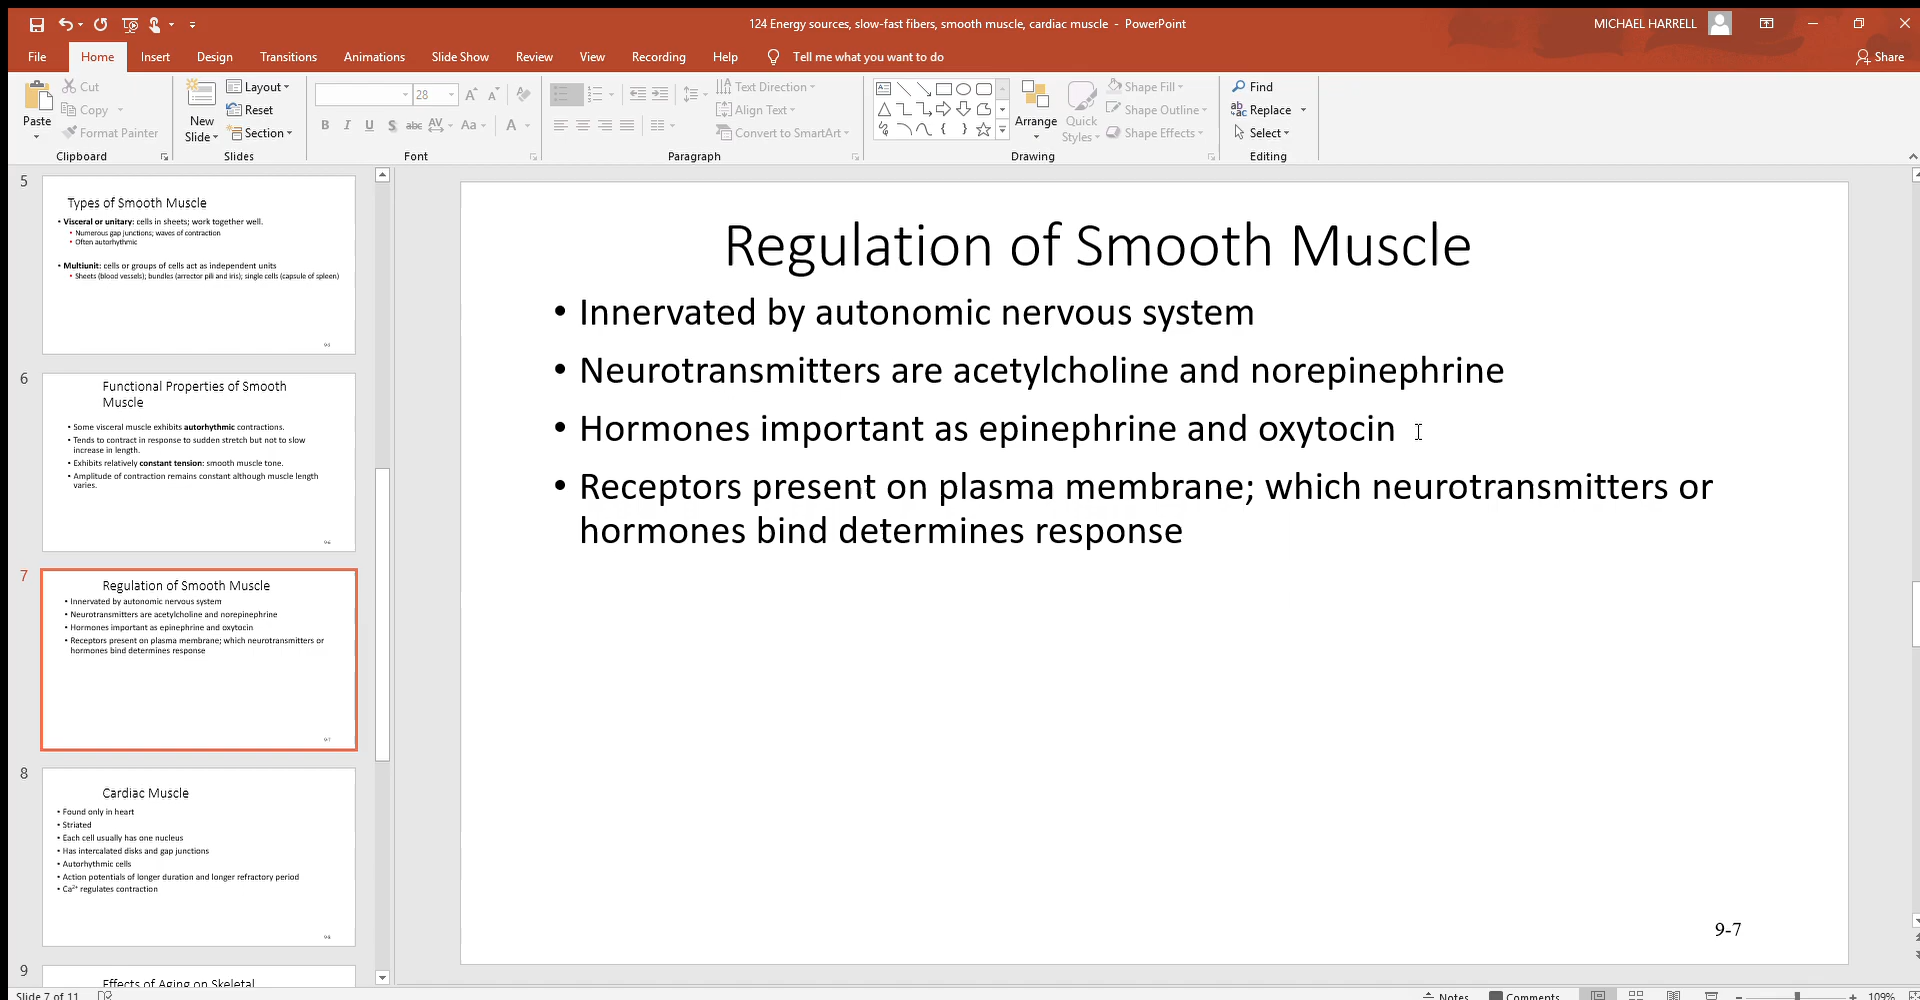 124 Energy sources, slow-fast fibers, smooth muscle, cardiac muscle - PowerPoint
MICHAEL HARRELL
File Home Insert Design Transitions Animations Slide Show Review View Recording Help Tell me what you want to do
Share
Paste
Cut
Copy
Format Painter
Clipboard
New
Slide
Layout
Reset
Section
Slides
28
B I U S abc AV Aa A
Font
Text Direction
Align Text
Convert to SmartArt
Paragraph
Arrange
Quick
Styles
Shape Fill
Shape Outline
Shape Effects
Drawing
Find
Replace
Select
Editing
5
Types of Smooth Muscle
• Visceral or unitary: cells in sheets; work together well.
• Numerous gap junctions; waves of contraction
• Often autorhythmic
• Multiunit: cells or groups of cells act as independent units
• Sheets (blood vessels); bundles (arrector pili and iris); single cells (capsule of spleen)
9-5
6
Functional Properties of Smooth
Muscle
• Some visceral muscle exhibits autorhythmic contractions.
• Tends to contract in response to sudden stretch but not to slow
increase in length.
• Exhibits relatively constant tension: smooth muscle tone.
• Amplitude of contraction remains constant although muscle length
varies.
9-6
7
Regulation of Smooth Muscle
• Innervated by autonomic nervous system
• Neurotransmitters are acetylcholine and norepinephrine
• Hormones important as epinephrine and oxytocin
• Receptors present on plasma membrane; which neurotransmitters or
hormones bind determines response
9-7
8
Cardiac Muscle
• Found only in heart
• Striated
• Each cell usually has one nucleus
• Has intercalated disks and gap junctions
• Autorhythmic cells
• Action potentials of longer duration and longer refractory period
• Ca2+ regulates contraction
9-8
9
Effects of Aging on Skeletal
Regulation of Smooth Muscle
• Innervated by autonomic nervous system
• Neurotransmitters are acetylcholine and norepinephrine
• Hormones important as epinephrine and oxytocin
• Receptors present on plasma membrane; which neurotransmitters or
hormones bind determines response
9-7
Slide 7 of 11
Notes Comments 109%